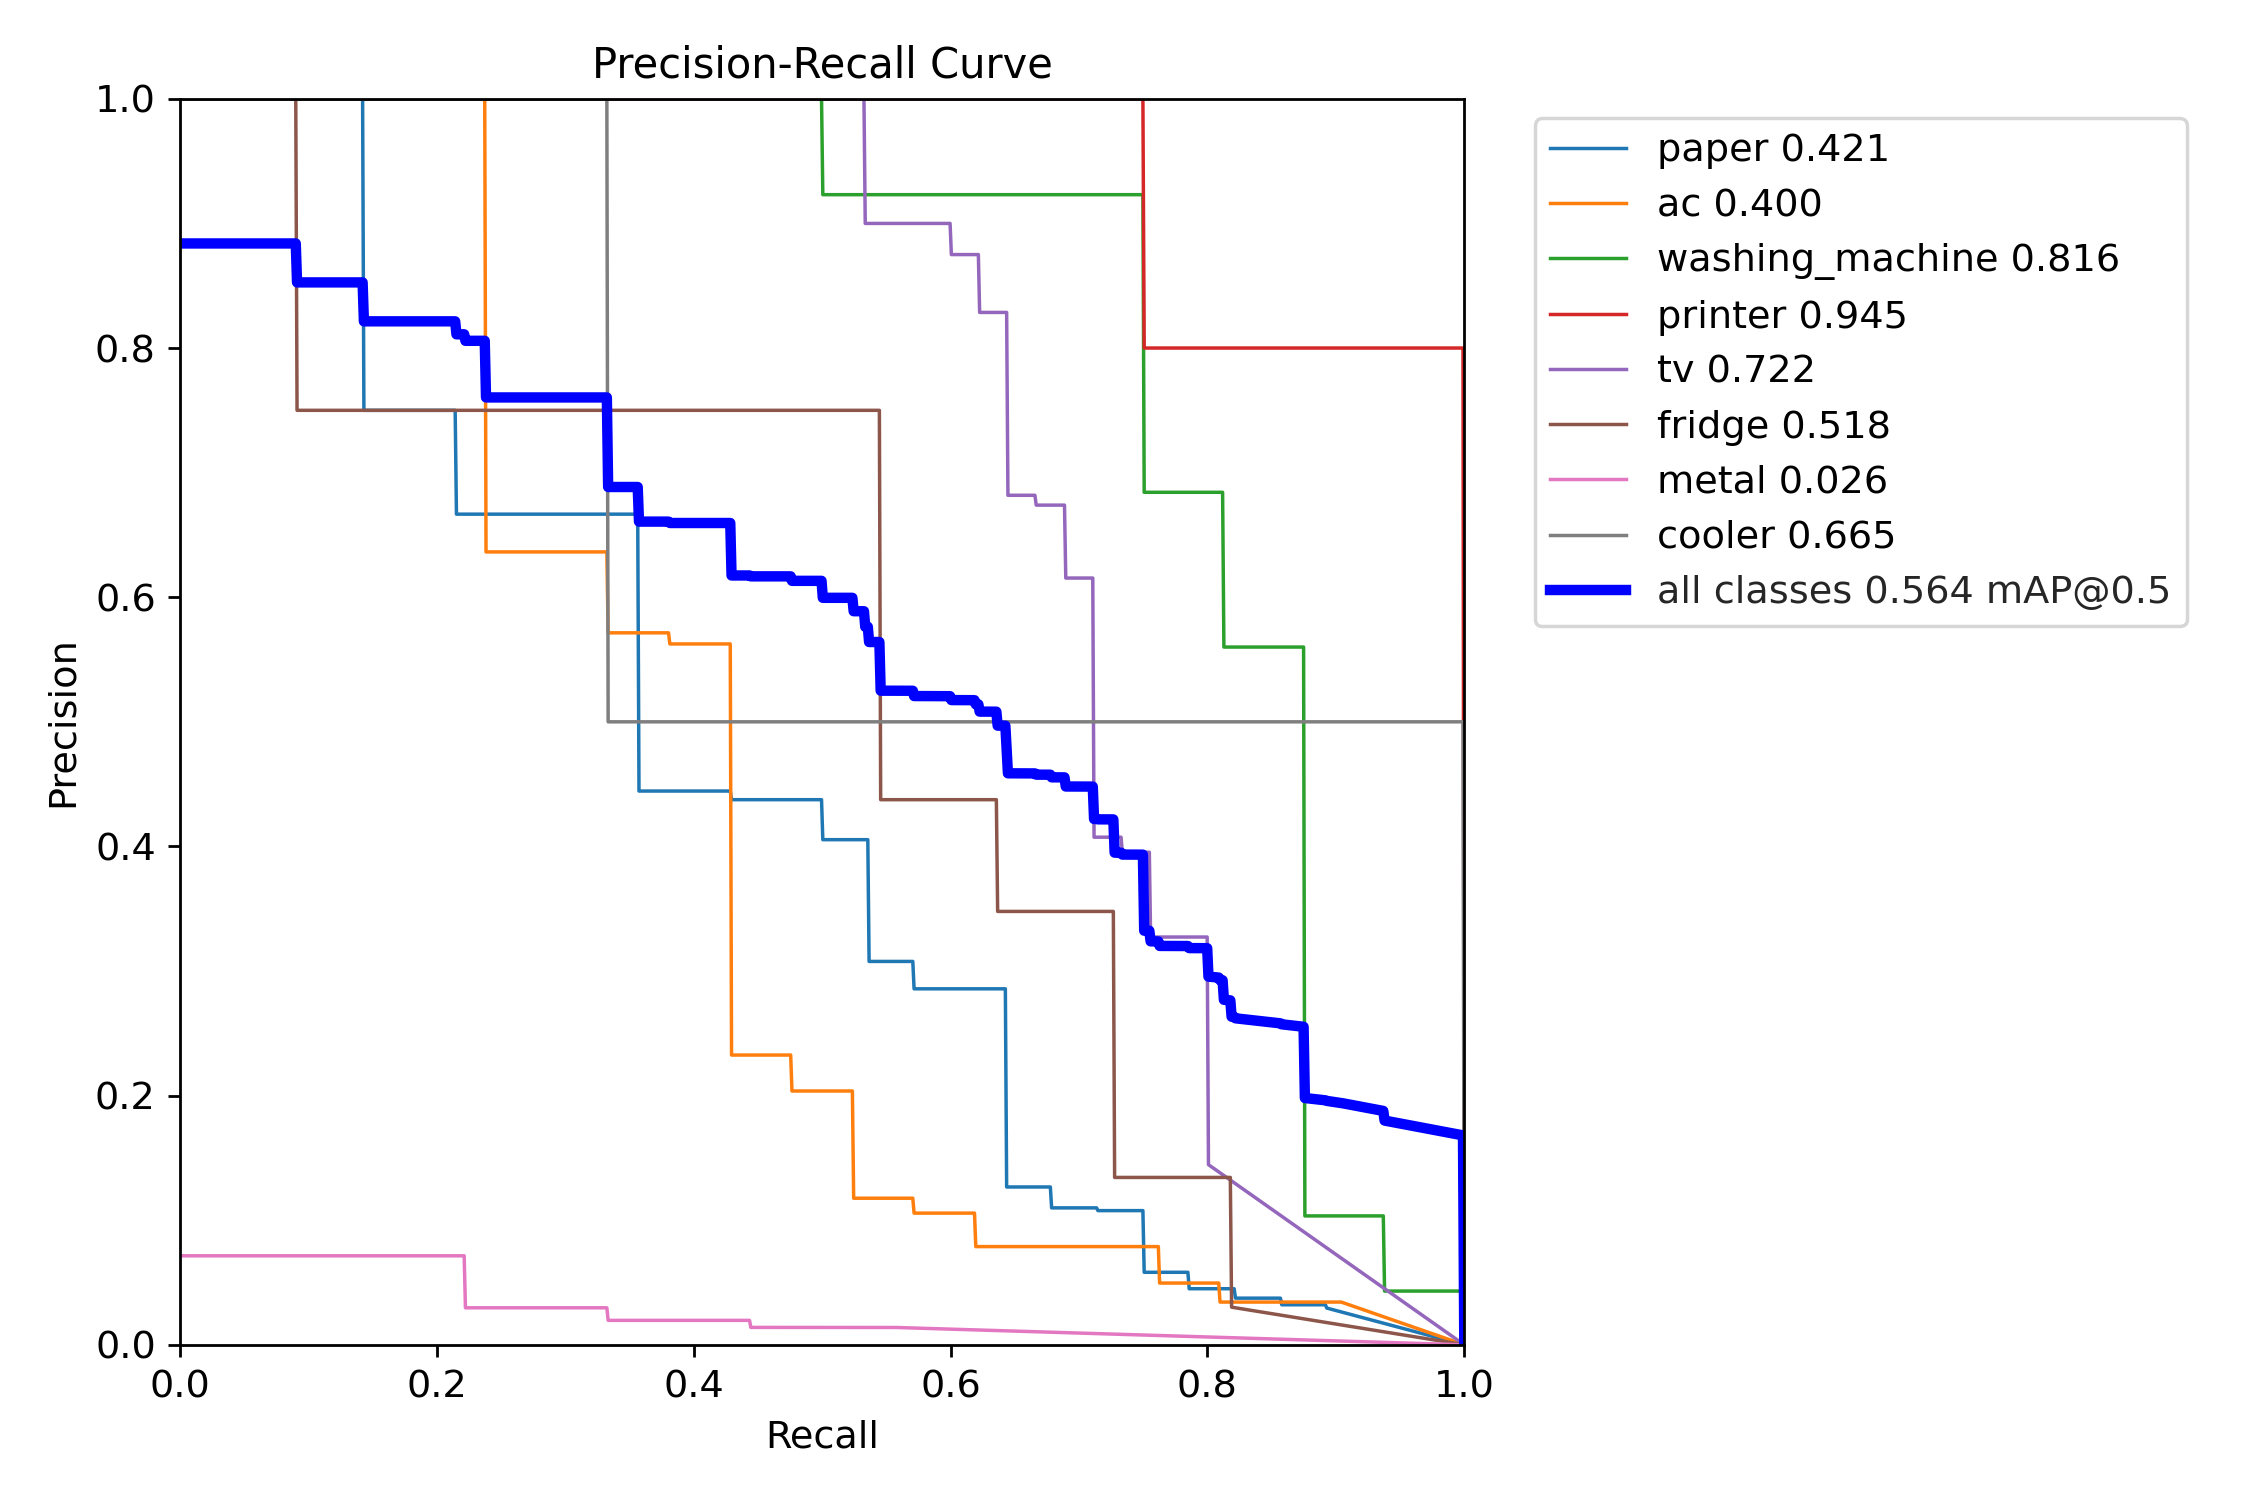 Precision-Recall Curve
1.0
0.8
0.6
0.4
0.2
0.0
Precision
0.0 0.2 0.4 0.6 0.8 1.0
Recall
paper 0.421
ac 0.400
washing_machine 0.816
printer 0.945
tv 0.722
fridge 0.518
metal 0.026
cooler 0.665
all classes 0.564 mAP@0.5